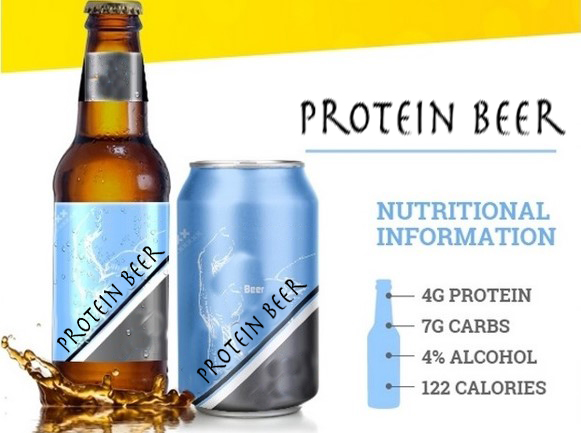 PROTEIN BEER
NUTRITIONAL
INFORMATION
4G PROTEIN
7G CARBS
4% ALCOHOL
122 CALORIES
PROTEIN BEER
Beer
PROTEIN BEER